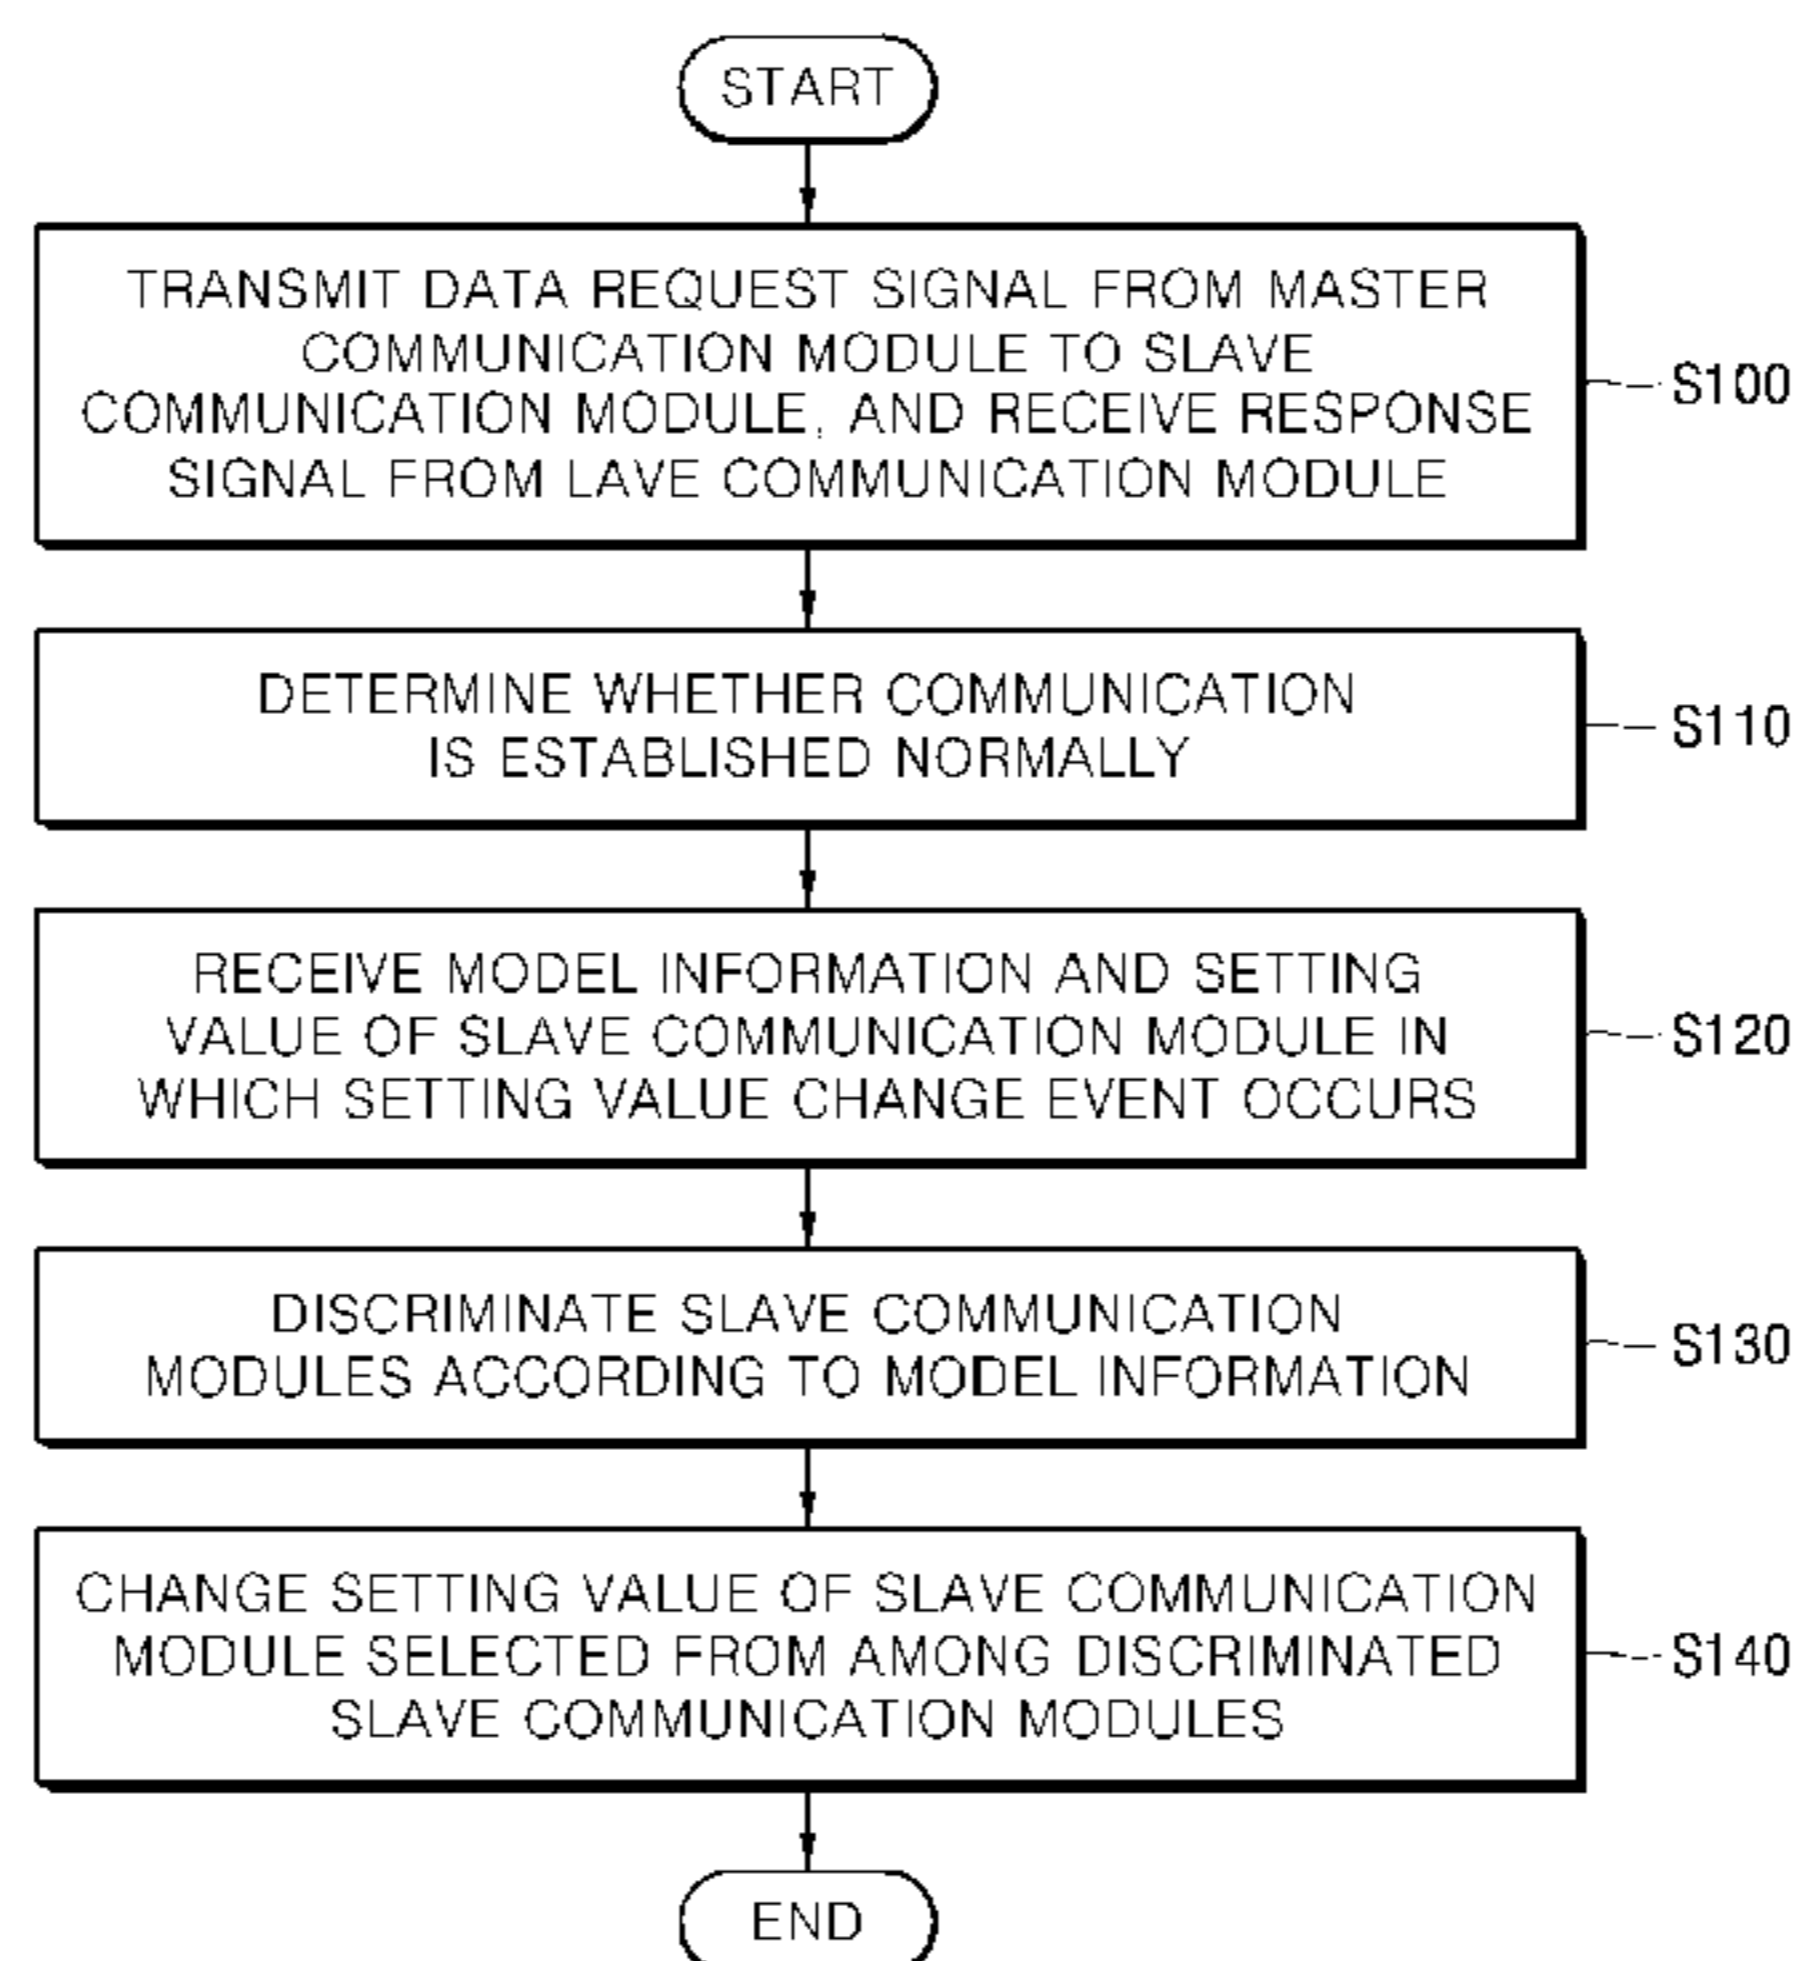 START
TRANSMIT DATA REQUEST SIGNAL FROM MASTER
COMMUNICATION MODULE TO SLAVE
COMMUNICATION MODULE, AND RECEIVE RESPONSE
SIGNAL FROM LAVE COMMUNICATION MODULE
S100
DETERMINE WHETHER COMMUNICATION
IS ESTABLISHED NORMALLY
S110
RECEIVE MODEL INFORMATION AND SETTING
VALUE OF SLAVE COMMUNICATION MODULE IN
WHICH SETTING VALUE CHANGE EVENT OCCURS
S120
DISCRIMINATE SLAVE COMMUNICATION
MODULES ACCORDING TO MODEL INFORMATION
S130
CHANGE SETTING VALUE OF SLAVE COMMUNICATION
MODULE SELECTED FROM AMONG DISCRIMINATED
SLAVE COMMUNICATION MODULES
S140
END